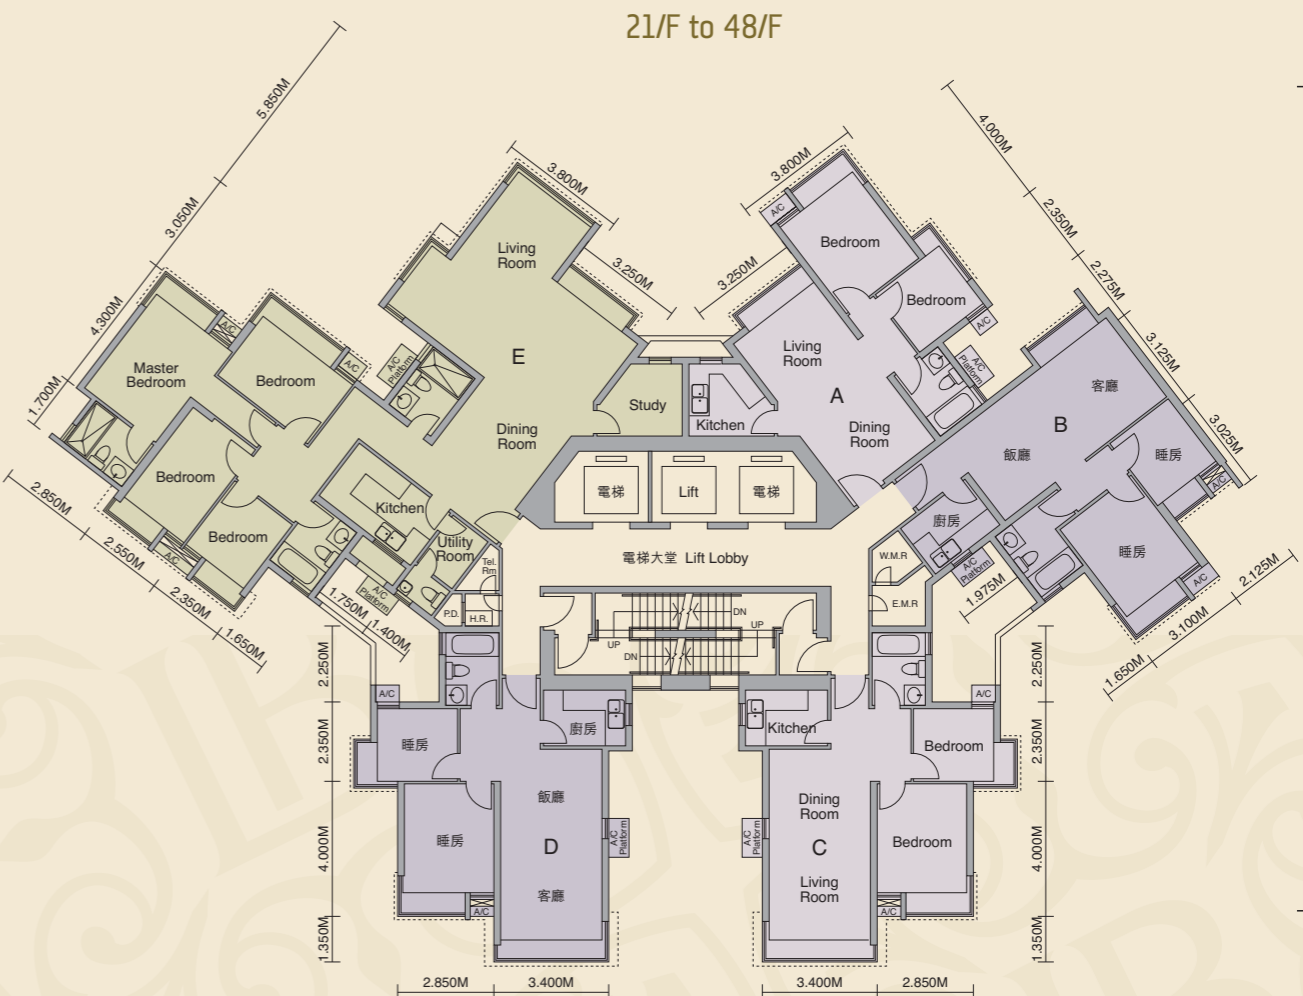 21/F to 48/F
5.850M
3.050M
4.300M
1.700M
3.800M
3.250M
3.800M
3.250M
4.000M
2.350M
2.275M
3.125M
3.025M
Living
Room
E
Dining
Room
Study
Master
Bedroom
A/C
Bedroom
A/C
A/C
Platform
Bedroom
Bedroom
A/C
Kitchen
Utility
Room
A/C
Platform
Tel.
Rm
P.D.
H.R.
2.850M
2.550M
2.350M
1.650M
1.750M
1.400M
A/C
Bedroom
Bedroom
A/C
Living
Room
A
Dining
Room
Kitchen
A/C
Platform
客廳
B
飯廳
睡房
A/C
廚房
睡房
A/C
A/C
Platform
1.975M
2.125M
3.100M
1.650M
電梯
Lift
電梯
電梯大堂 Lift Lobby
W.M.R
E.M.R
DN
UP
UP
DN
2.250M
2.350M
4.000M
1.350M
A/C
睡房
廚房
飯廳
睡房
D
客廳
A/C
A/C
Platform
2.850M
3.400M
Kitchen
A/C
Bedroom
Dining
Room
C
Living
Room
Bedroom
A/C
A/C
Platform
2.250M
2.350M
4.000M
1.350M
3.400M
2.850M